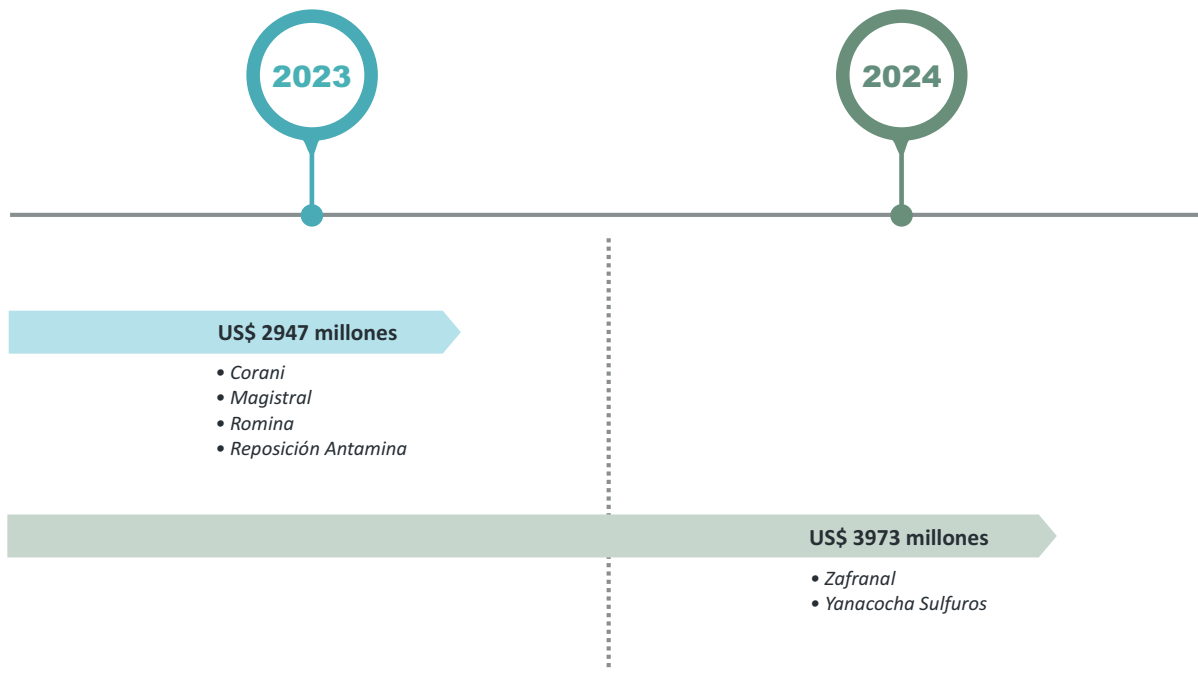 2023
2024
US$ 2947 millones
• Corani
• Magistral
• Romina
• Reposición Antamina
US$ 3973 millones
• Zafranal
• Yanacocha Sulfuros